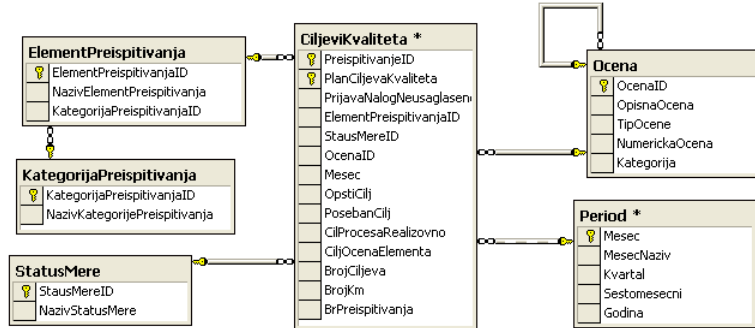 ElementPreispitivanja
ElementPreispitivanjaID
NazivElementPreispitivanja
KategorijaPreispitivanjaID
KategorijaPreispitivanja
KategorijaPreispitivanjaID
NazivKategorijePreispitivanja
StatusMere
StausMereID
NazivStatusMere
CiljeviKvaliteta *
PreispitivanjeID
PlanCiljevaKvaliteta
PrijavaNalogNeusaglasenc
ElementPreispitivanjaID
StausMereID
OcenaID
Mesec
OpstiCilj
PosebanCilj
CilProcesaRealizovno
CiljOcenaElementa
BrojCiljeva
BrojKm
BrPreispitivanja
Ocena
OcenaID
OpisnaOcena
TipOcene
NumerickaOcena
Kategorija
Period *
Mesec
MesecNaziv
Kvartal
Sestomesecni
Godina